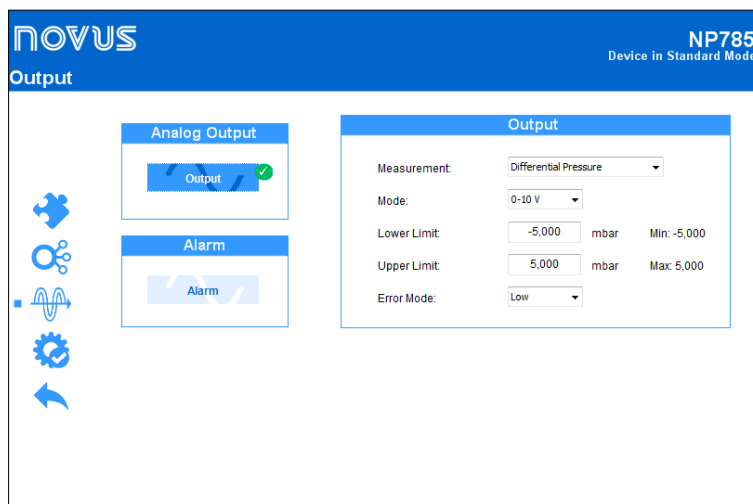 novus
NP785
Device in Standard Mode
Output
Analog Output
Output
Alarm
Alarm
Output
Measurement: Differential Pressure
Mode: 0-10 V
Lower Limit: -5,000 mbar Min: -5,000
Upper Limit: 5,000 mbar Max: 5,000
Error Mode: Low